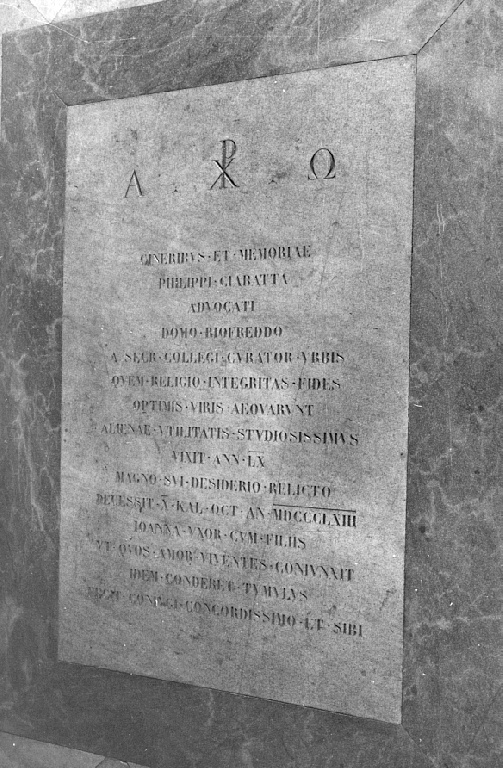 Α ☧ Ω
CINERIBVS · ET · MEMORIAE
PHILIPPI · CIABATTA
ADVOCATI
DOMO · RIOFREDDO
A SECR · COLLEGI · CVRATOR · VRBIS
QVEM · RELIGIO · INTEGRITAS · FIDES
OPTIMIS · VIRIS · AEQVARVNT
ALIENAE · VTILITATIS · STVDIOSISSIMVS
VIXIT · ANN · LX
MAGNO · SVI · DESIDERIO · RELICTO
DECESSIT · X · KAL · OCT · AN · MDCCCLXIII
IOANNA · VXOR · CVM · FILIIS
VT · QVOS · AMOR · VIVENTES · CONIVNXIT
IDEM · CONDERET · TVMVLVS
FECIT · CONIVGI · CONCORDISSIMO · ET · SIBI